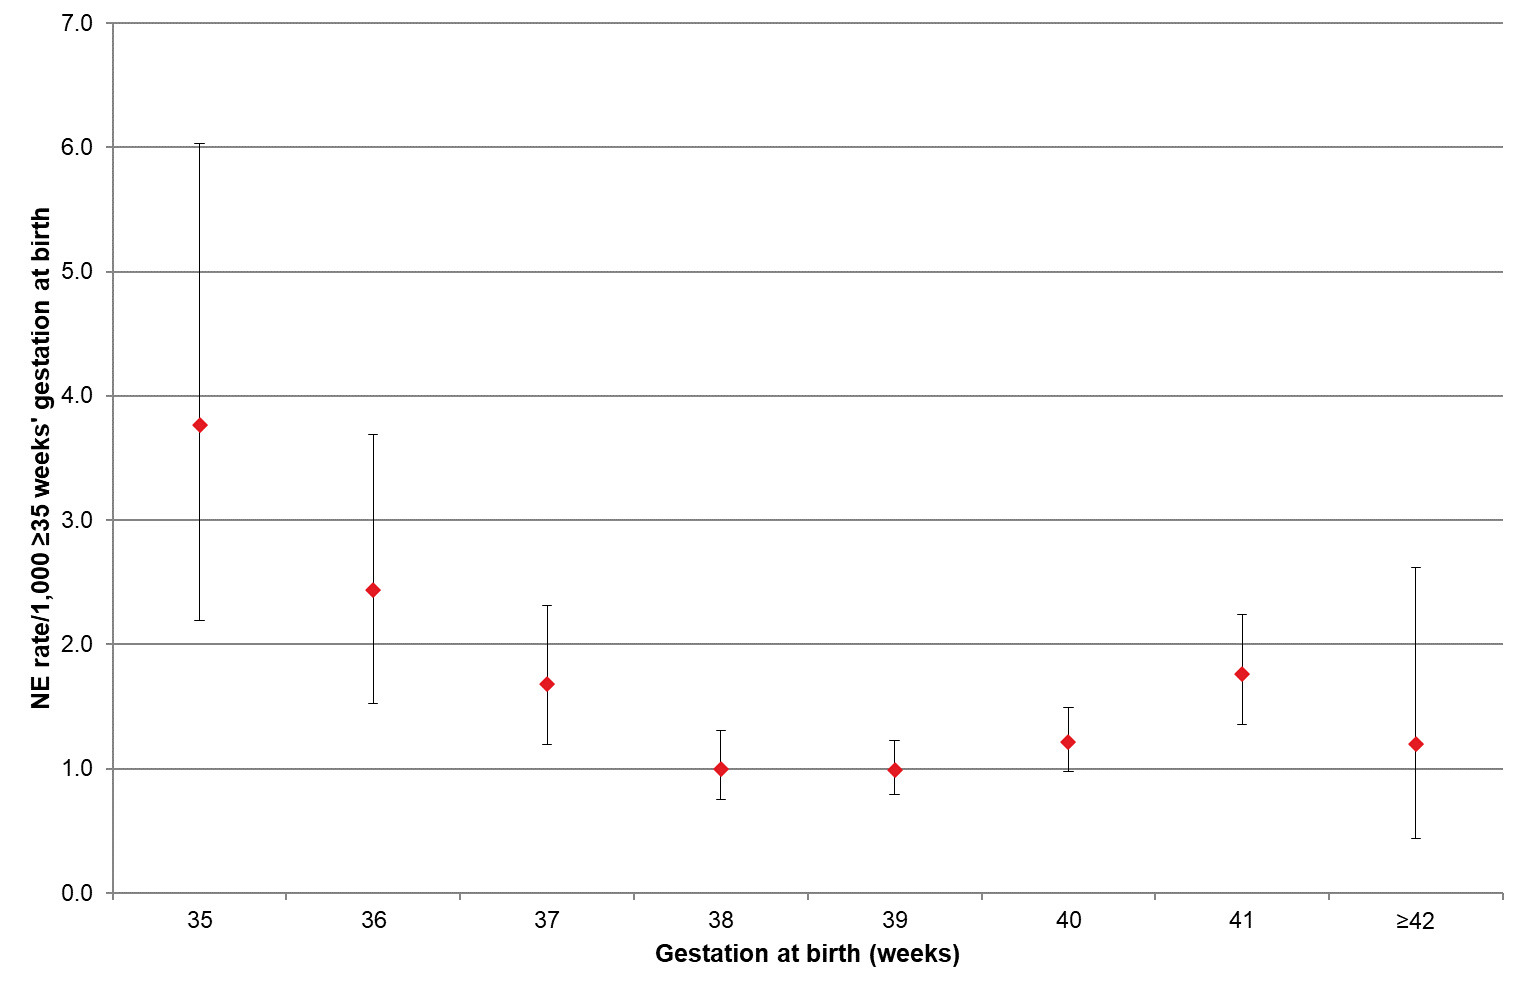 7.0
6.0
5.0
4.0
3.0
2.0
1.0
0.0
NE rate/1,000 ≥35 weeks' gestation at birth
35 36 37 38 39 40 41 ≥42
Gestation at birth (weeks)